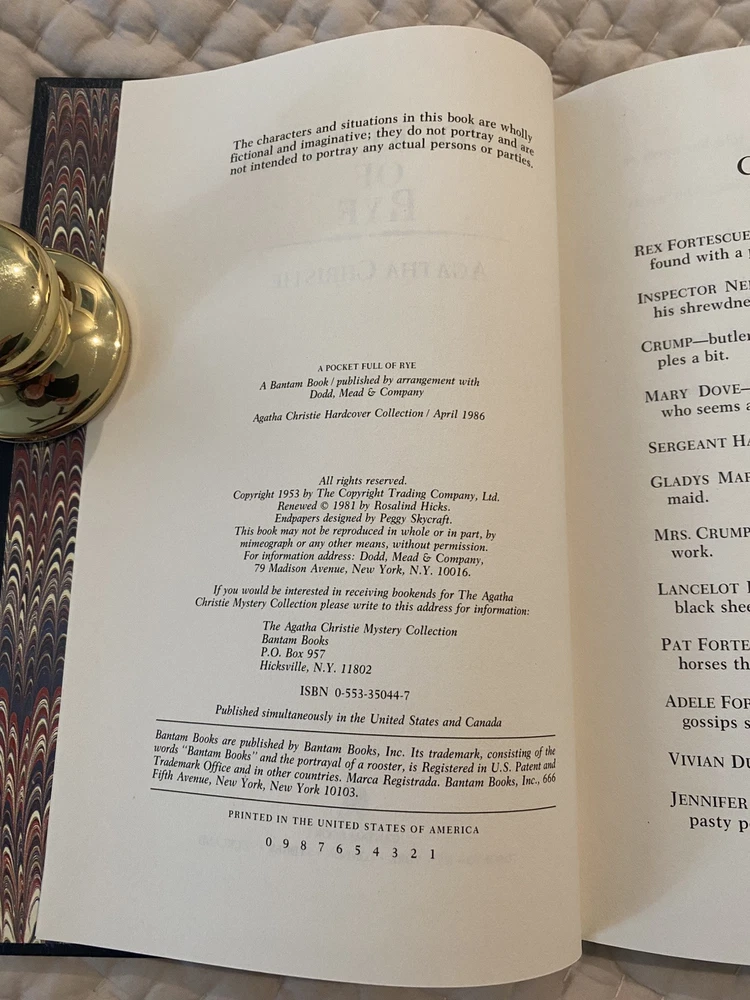 The characters and situations in this book are wholly
fictional and imaginative; they do not portray and are
not intended to portray any actual persons or parties.
A POCKET FULL OF RYE
A Bantam Book / published by arrangement with
Dodd, Mead & Company
Agatha Christie Hardcover Collection / April 1986
All rights reserved.
Copyright 1953 by The Copyright Trading Company, Ltd.
Renewed © 1981 by Rosalind Hicks.
Endpapers designed by Peggy Skycraft.
This book may not be reproduced in whole or in part, by
mimeograph or any other means, without permission.
For information address: Dodd, Mead & Company,
79 Madison Avenue, New York, N.Y. 10016.
If you would be interested in receiving bookends for The Agatha
Christie Mystery Collection please write to this address for information:
The Agatha Christie Mystery Collection
Bantam Books
P.O. Box 957
Hicksville, N.Y. 11802
ISBN 0-553-35044-7
Published simultaneously in the United States and Canada
Bantam Books are published by Bantam Books, Inc. Its trademark, consisting of the
words "Bantam Books" and the portrayal of a rooster, is Registered in U.S. Patent and
Trademark Office and in other countries. Marca Registrada. Bantam Books, Inc., 666
Fifth Avenue, New York, New York 10103.
PRINTED IN THE UNITED STATES OF AMERICA
0 9 8 7 6 5 4 3 2 1
REX FORTESCUE
found with a
INSPECTOR
his
CRUMP—butler
ples a bit.
MARY DOVE—
who seems
SERGEANT
GLADYS
maid.
MRS. CRUMP
work.
LANCELOT
black
PAT
horses
ADELE
gossips
VIVIAN
JENNIFER
pasty